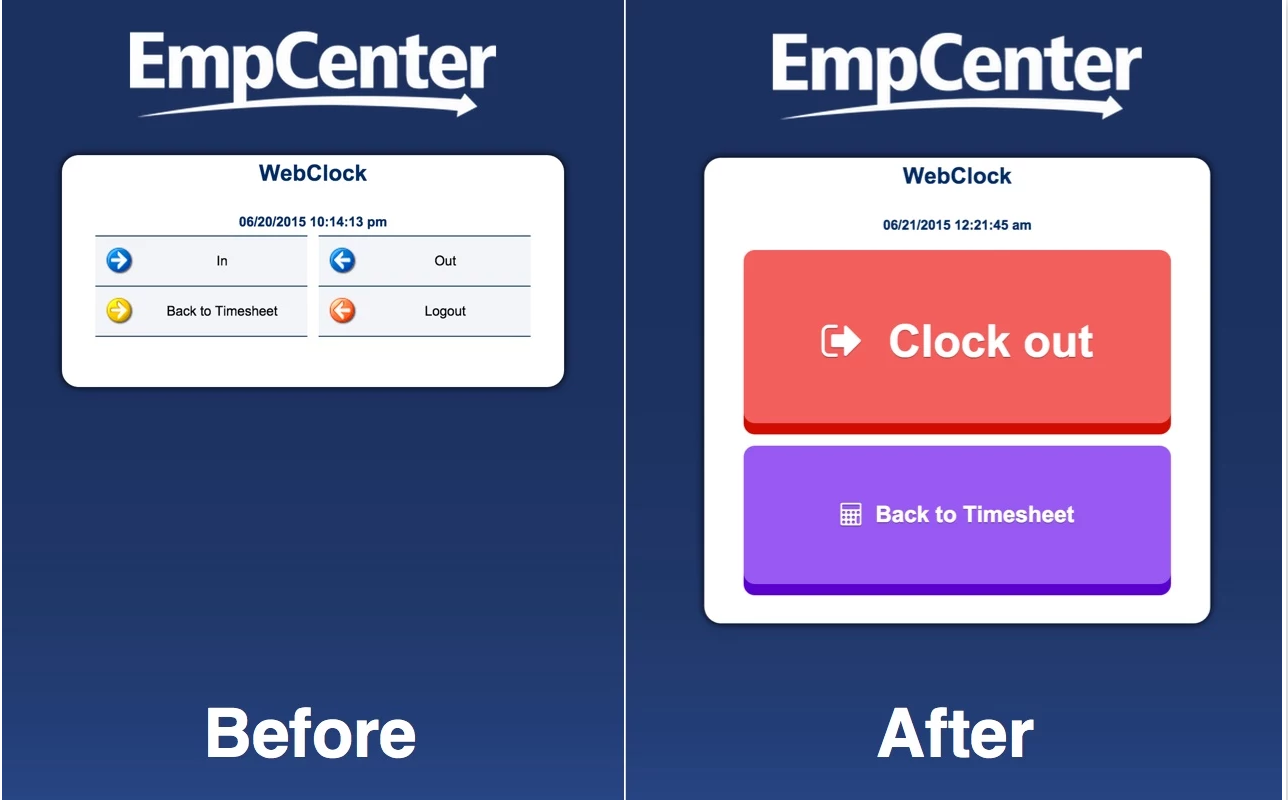 EmpCenter
WebClock
06/20/2015 10:14:13 pm
In
Out
Back to Timesheet
Logout
Before
EmpCenter
WebClock
06/21/2015 12:21:45 am
Clock out
Back to Timesheet
After